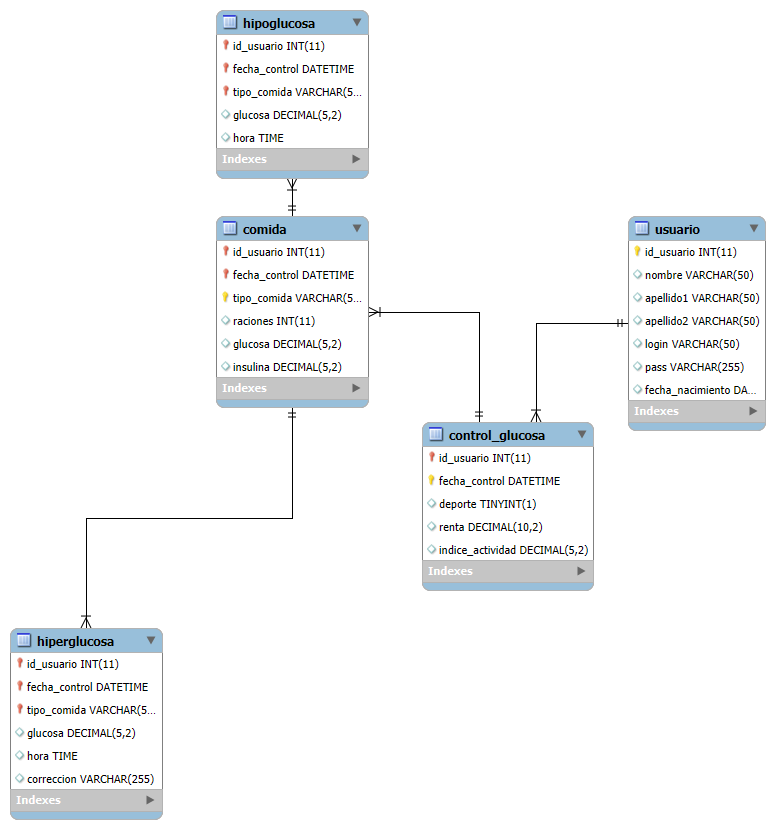 hipoglucosa
id_usuario INT(11)
fecha_control DATETIME
tipo_comida VARCHAR(5...
glucosa DECIMAL(5,2)
hora TIME
Indexes
comida
id_usuario INT(11)
fecha_control DATETIME
tipo_comida VARCHAR(5...
raciones INT(11)
glucosa DECIMAL(5,2)
insulina DECIMAL(5,2)
Indexes
usuario
id_usuario INT(11)
nombre VARCHAR(50)
apellido1 VARCHAR(50)
apellido2 VARCHAR(50)
login VARCHAR(50)
pass VARCHAR(255)
fecha_nacimiento DA...
Indexes
control_glucosa
id_usuario INT(11)
fecha_control DATETIME
deporte TINYINT(1)
renta DECIMAL(10,2)
indice_actividad DECIMAL(5,2)
Indexes
hiperglucosa
id_usuario INT(11)
fecha_control DATETIME
tipo_comida VARCHAR(5...
glucosa DECIMAL(5,2)
hora TIME
correccion VARCHAR(255)
Indexes